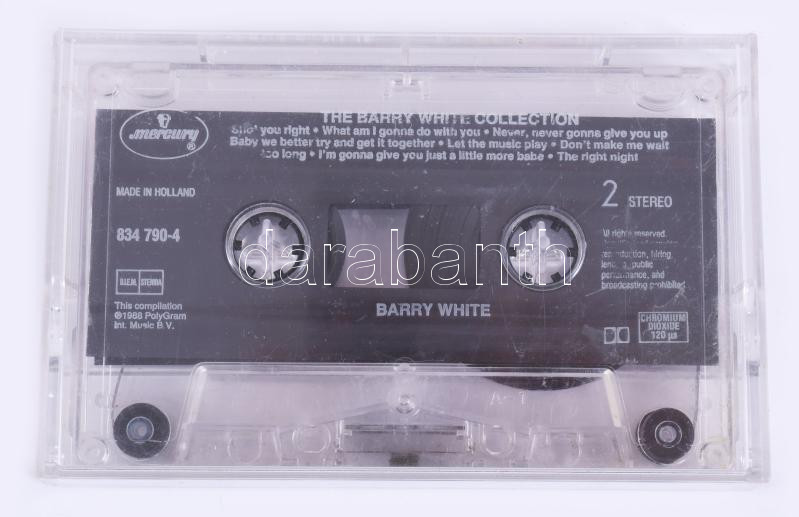 THE BARRY WHITE COLLECTION
Sho' you right • What am I gonna do with you • Never, never gonna give you up
Baby we better try and get it together • Let the music play • Don't make me wait
too long • I'm gonna give you just a little more babe • The right night
mercury ®
MADE IN HOLLAND
834 790-4
2 STEREO
All rights reserved.
reproduction, hiring,
lending, public
performance, and
broadcasting prohibited
darabanth
B.I.E.M. STEMRA
BARRY WHITE
This compilation
℗1988 PolyGram
Int. Music B.V.
CHROMIUM
DIOXIDE
120 µs